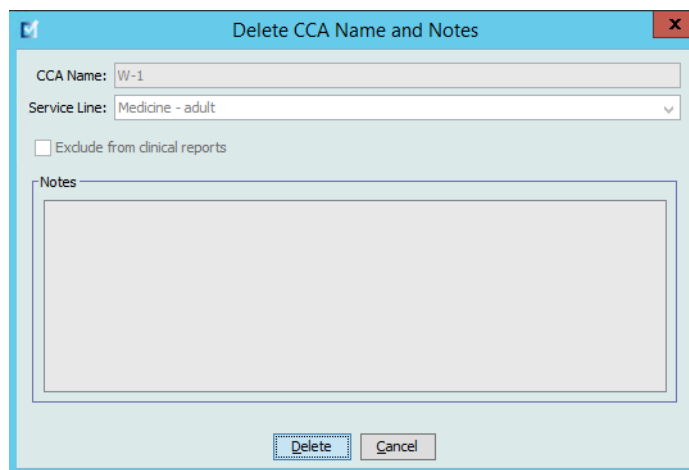 Delete CCA Name and Notes
x
CCA Name: W-1
Service Line: Medicine - adult
Exclude from clinical reports
Notes
Delete Cancel